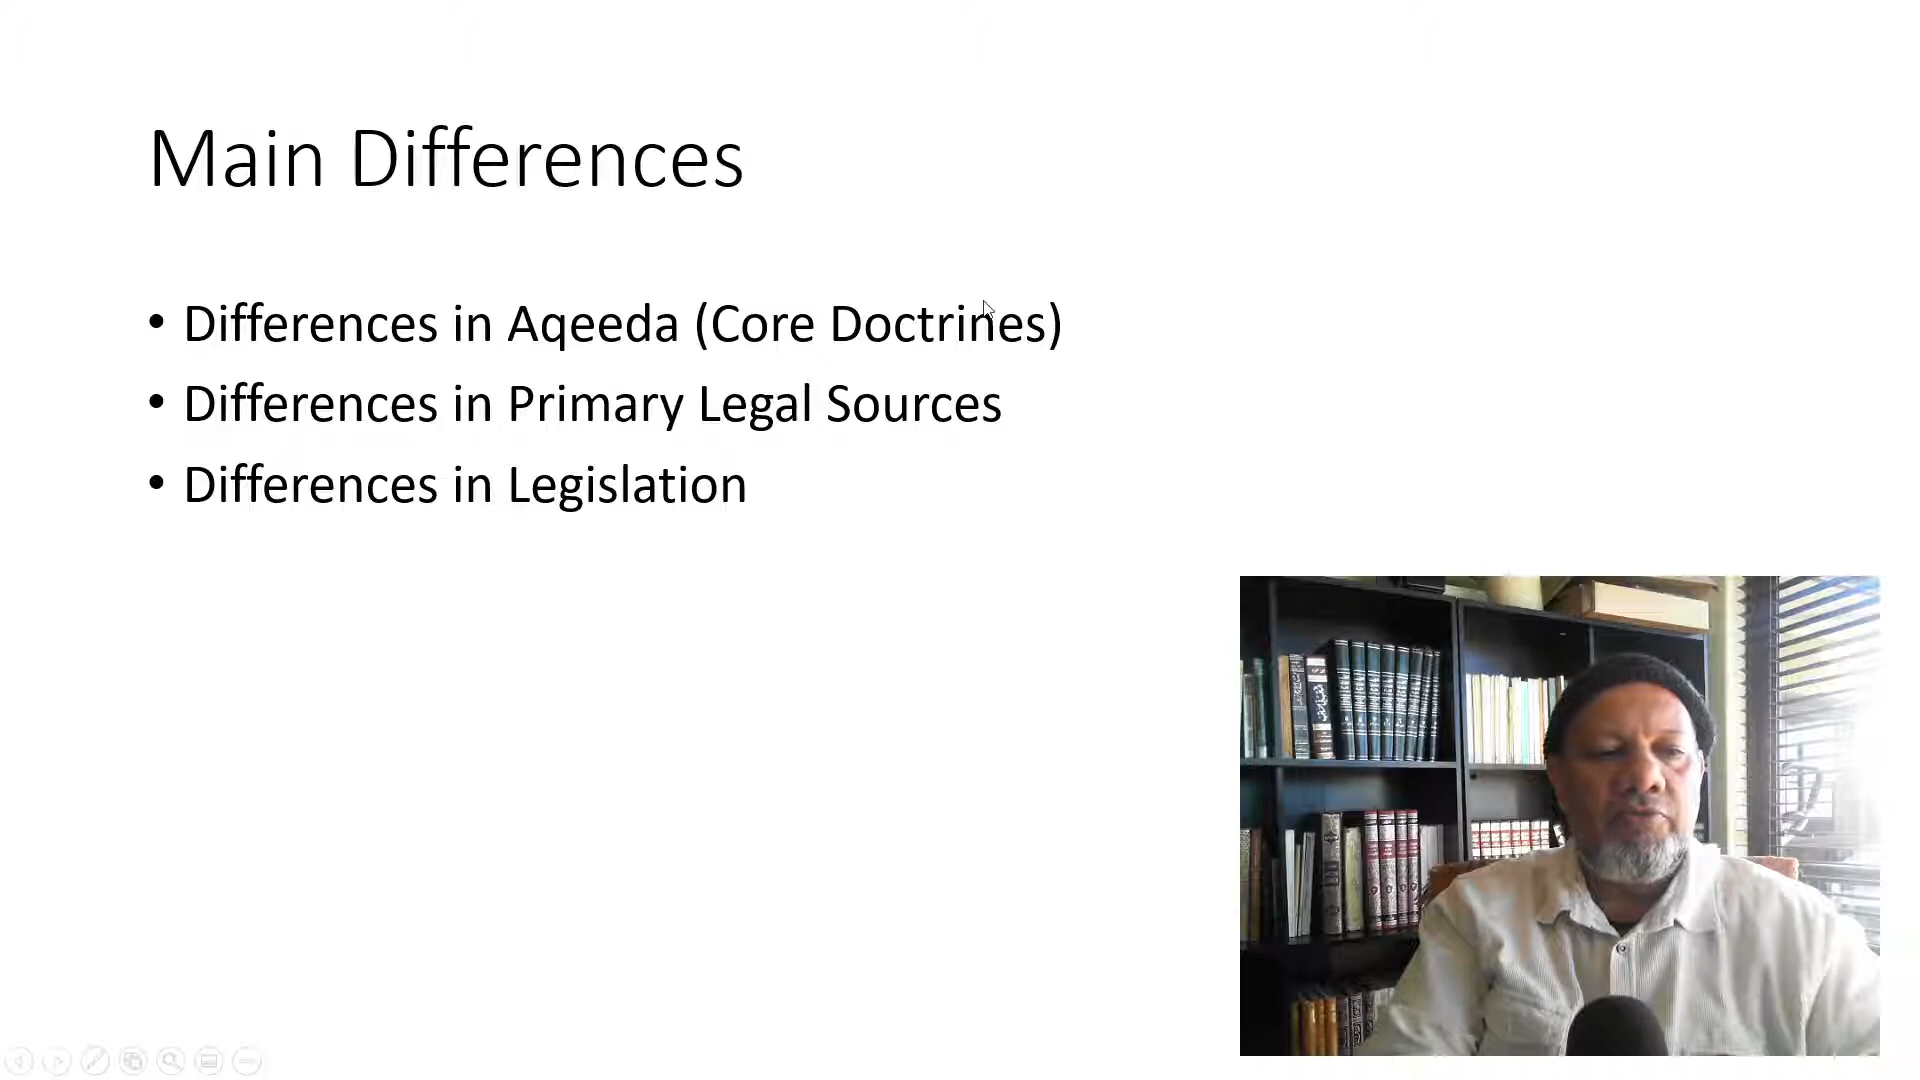 Main Differences
• Differences in Aqeeda (Core Doctrines)
• Differences in Primary Legal Sources
• Differences in Legislation